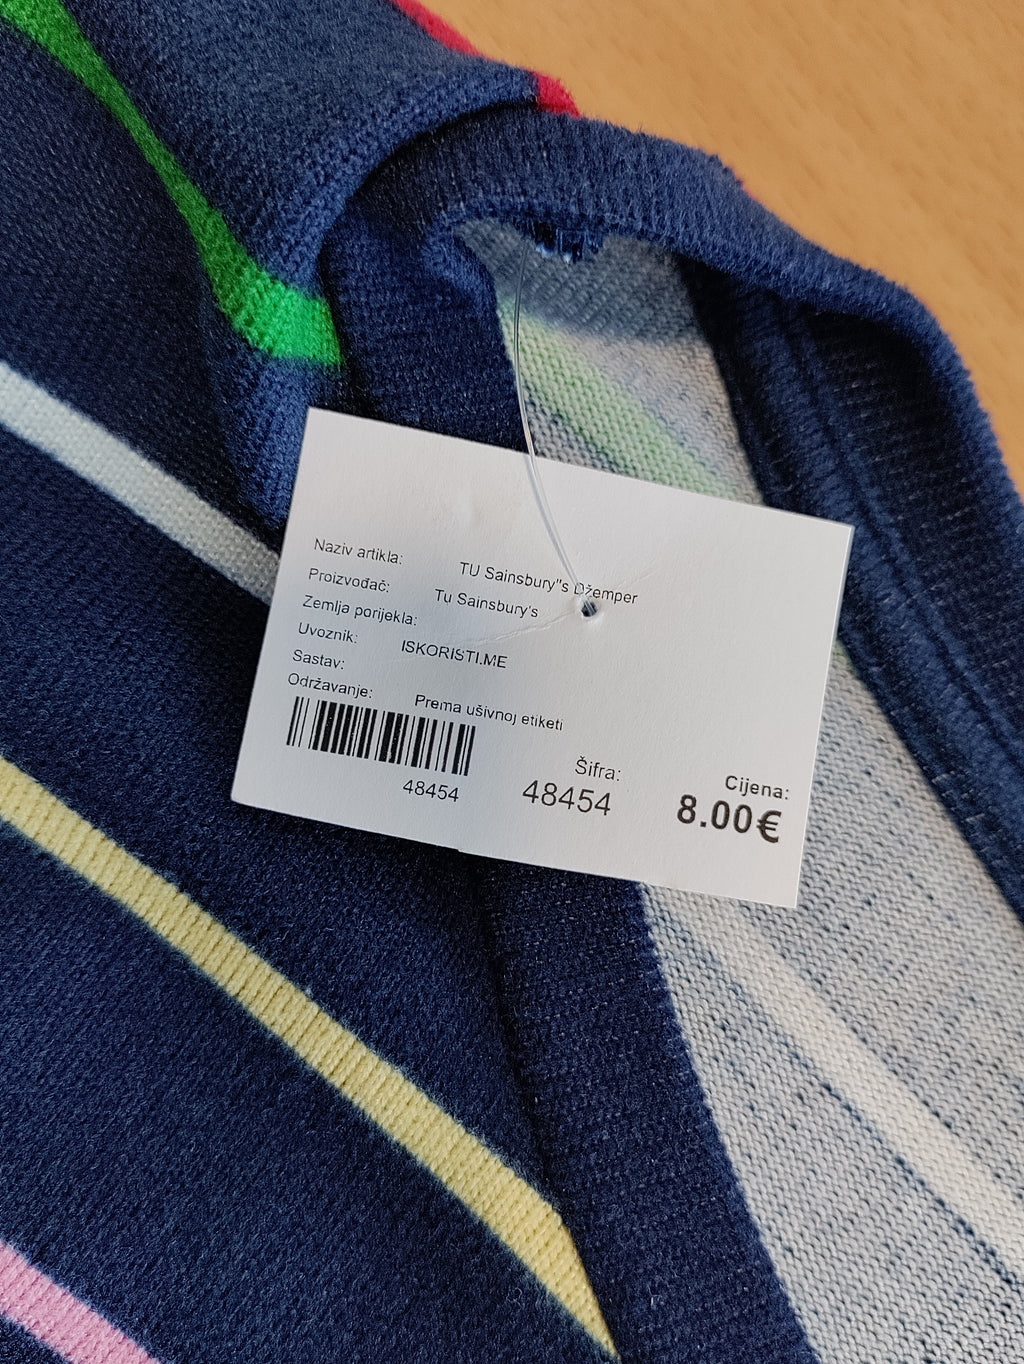 Naziv artikla: TU Sainsbury"s Džemper
Proizvođač: Tu Sainsbury's
Zemlja porijekla:
Uvoznik: ISKORISTI.ME
Sastav:
Održavanje: Prema ušivnoj etiketi
48454
Šifra:
48454
Cijena:
8.00€